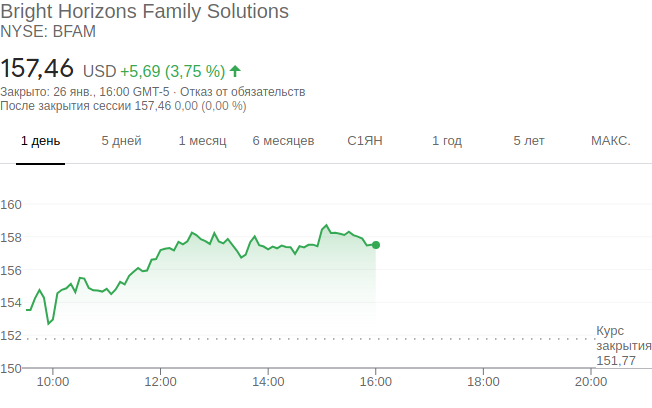 Bright Horizons Family Solutions
NYSE: BFAM
157,46 USD +5,69 (3,75 %)
Закрыто: 26 янв., 16:00 GMT-5 · Отказ от обязательств
После закрытия сессии 157,46 0,00 (0,00 %)
1 день 5 дней 1 месяц 6 месяцев С1ЯН 1 год 5 лет МАКС.
160
158
156
154
152
Курс
закрытия
151,77
150
10:00 12:00 14:00 16:00 18:00 20:00